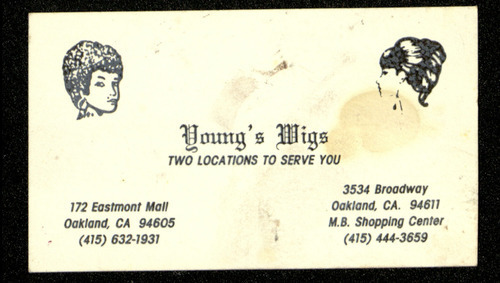 Young's Wigs
TWO LOCATIONS TO SERVE YOU
172 Eastmont Mall
Oakland, CA 94605
(415) 632-1931
3534 Broadway
Oakland, CA. 94611
M.B. Shopping Center
(415) 444-3659